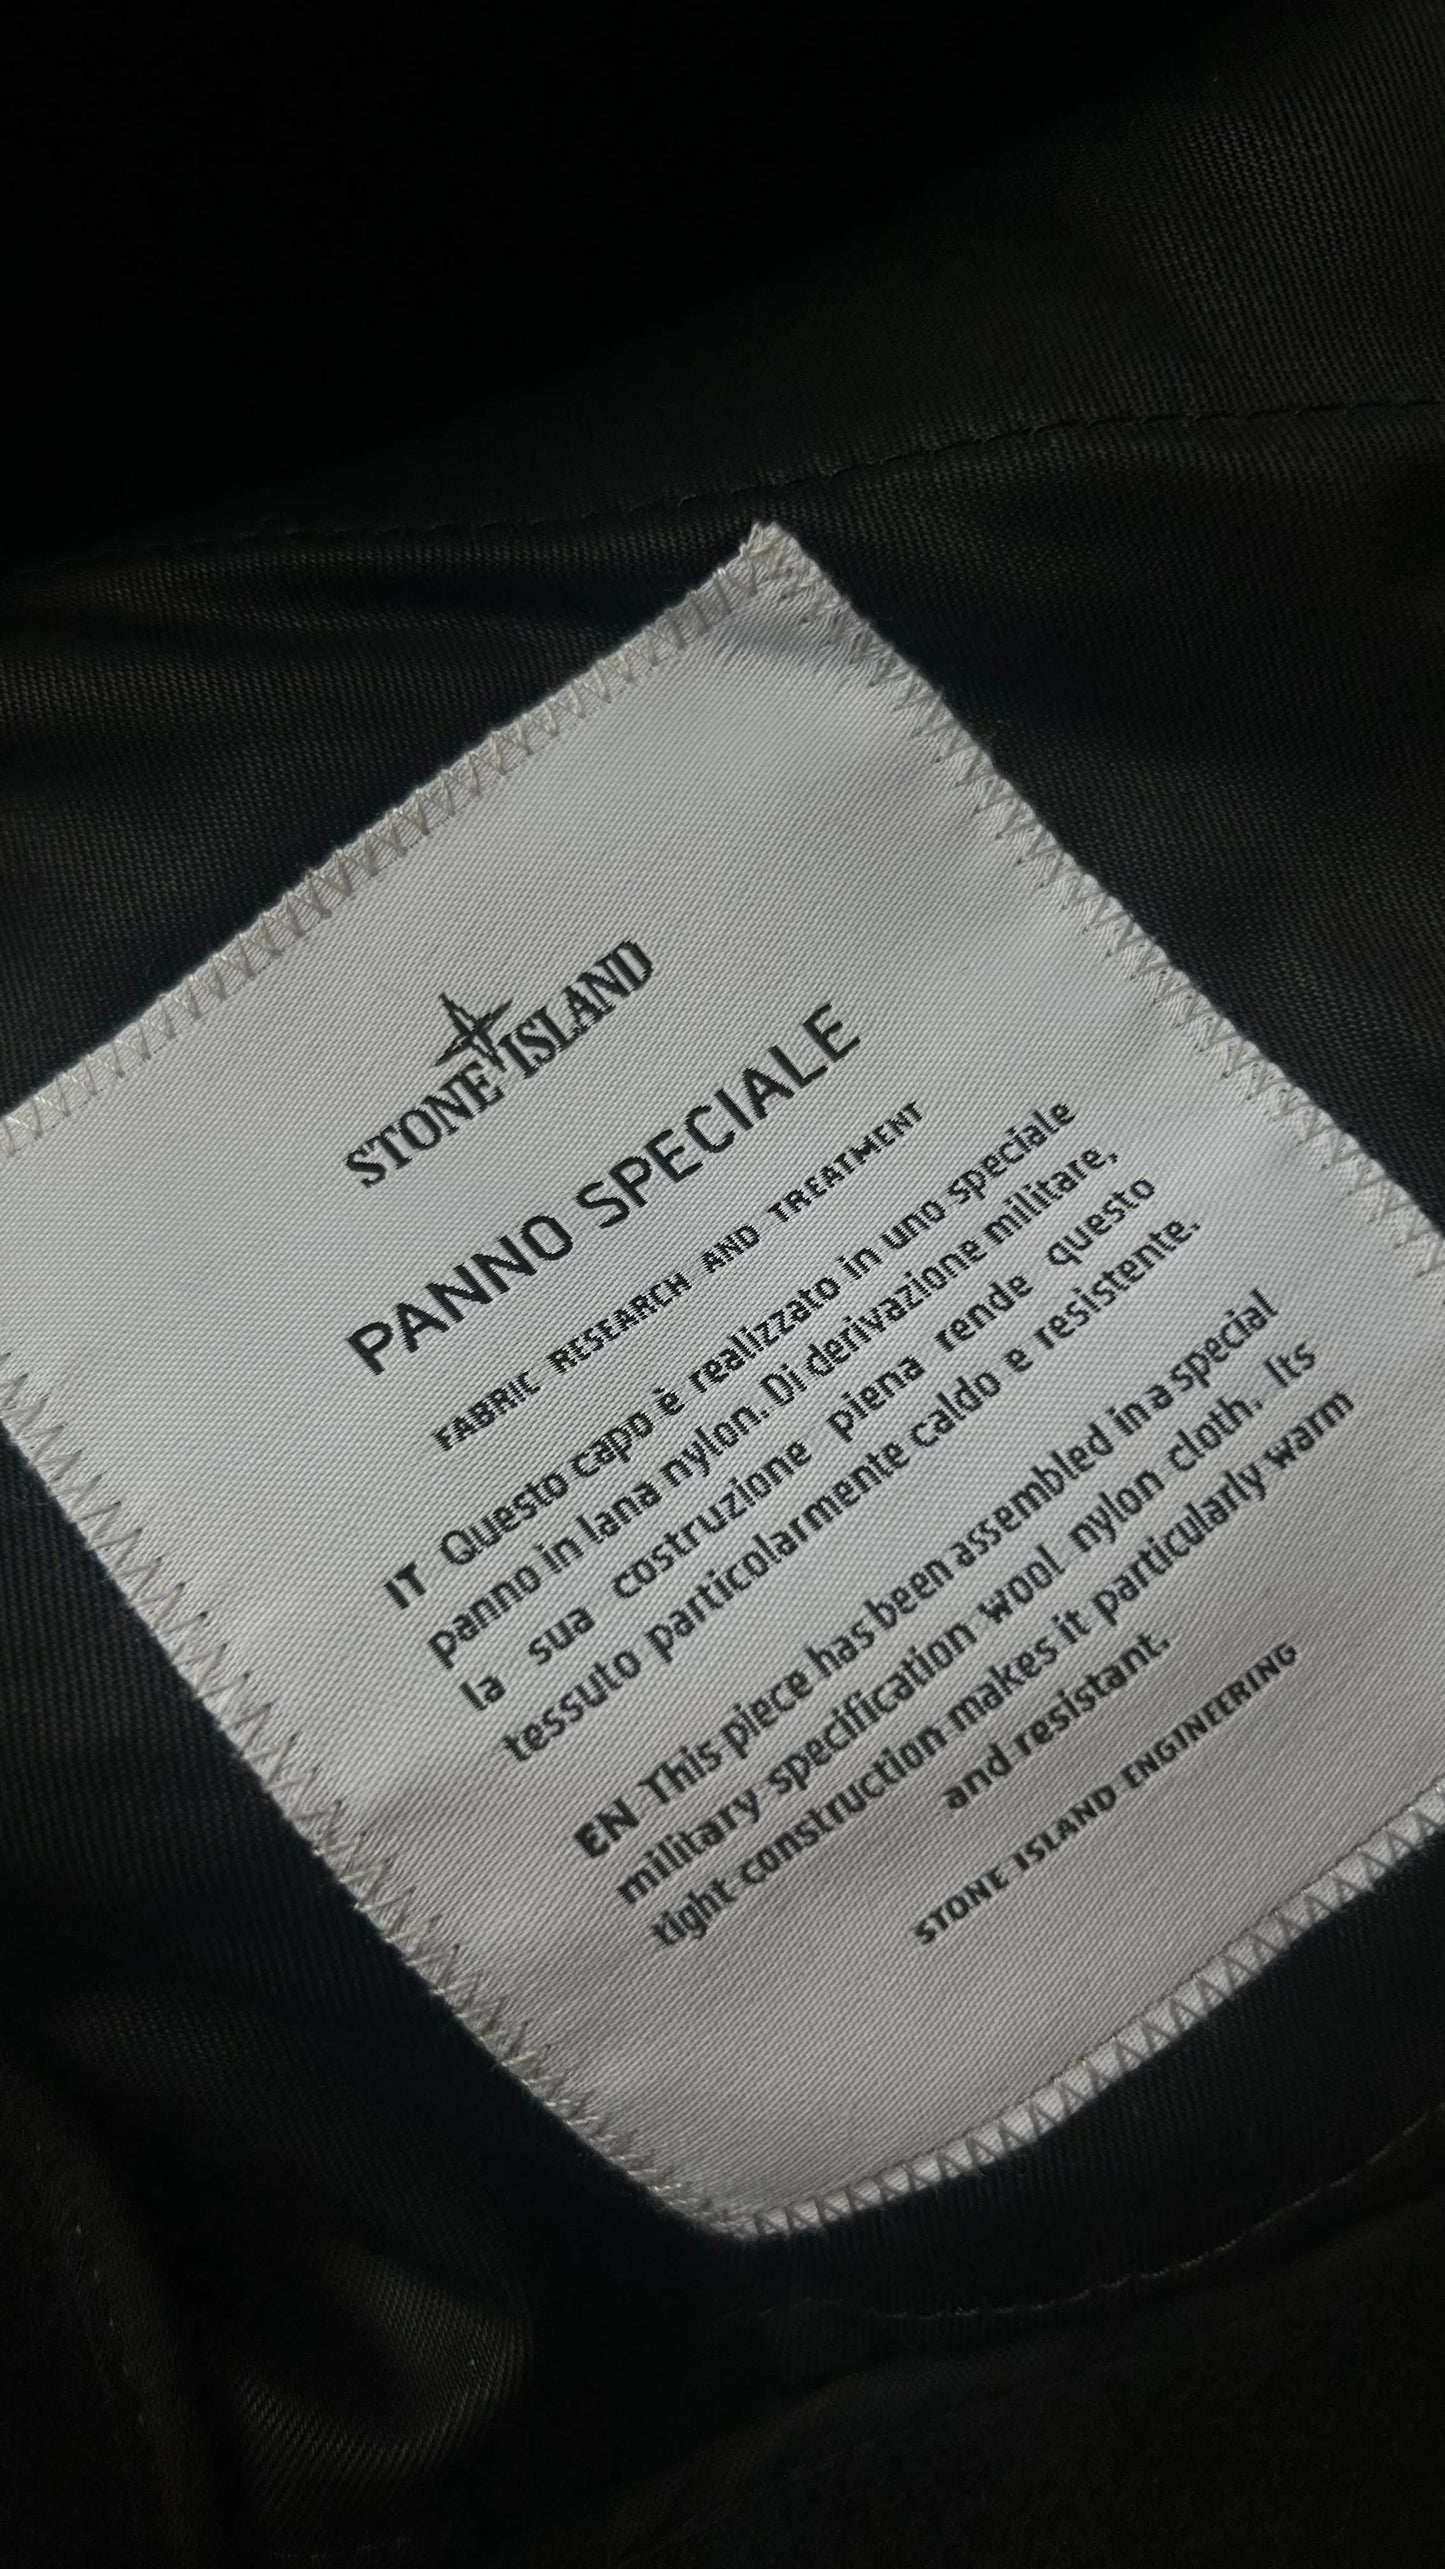 STONE ISLAND
PANNO SPECIALE
FABRIC RESEARCH AND TREATMENT
IT Questo capo è realizzato in uno speciale
panno in lana nylon. Di derivazione militare,
la sua costruzione piena rende questo
tessuto particolarmente caldo e resistente.
EN This piece has been assembled in a special
military specification wool nylon cloth. Its
tight construction makes it particularly warm
and resistant.
STONE ISLAND ENGINEERING